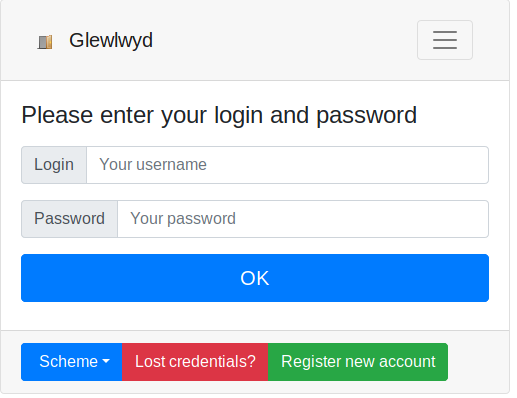 Glewlwyd
Please enter your login and password
Login Your username
Password Your password
OK
Scheme Lost credentials? Register new account